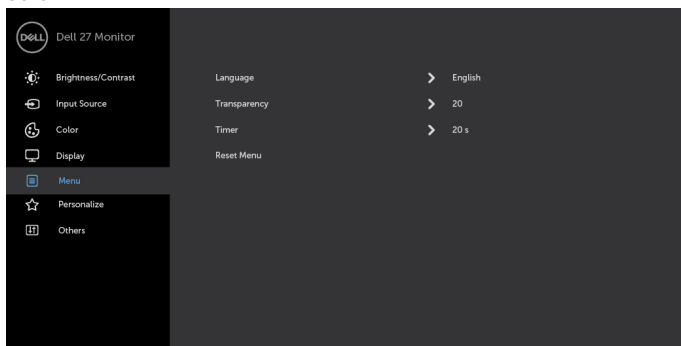 DELL Dell 27 Monitor
Brightness/Contrast
Input Source
Color
Display
Menu
Personalize
Others
Language English
Transparency 20
Timer 20 s
Reset Menu